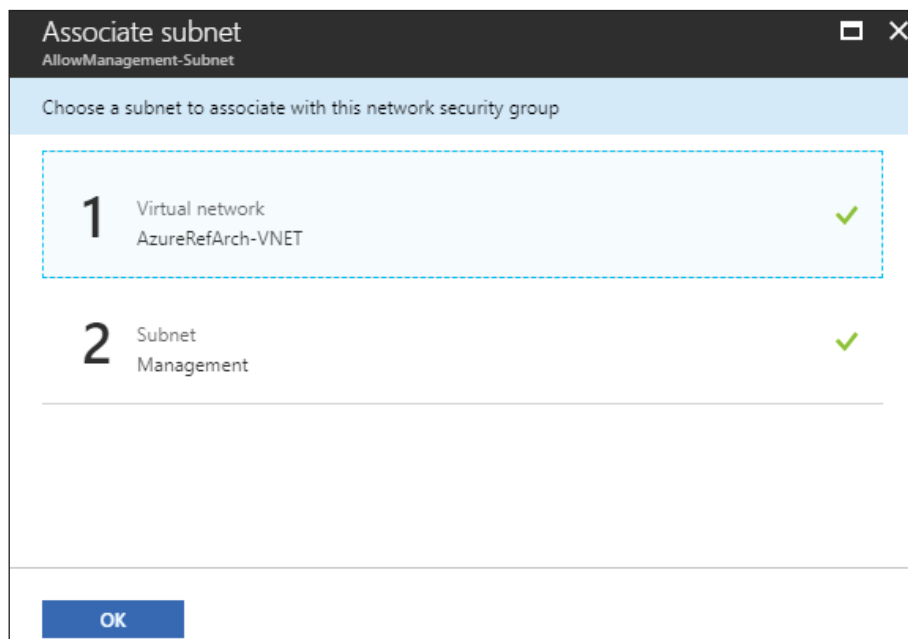 Associate subnet
AllowManagement-Subnet
Choose a subnet to associate with this network security group
1
Virtual network
AzureRefArch-VNET
2
Subnet
Management
OK